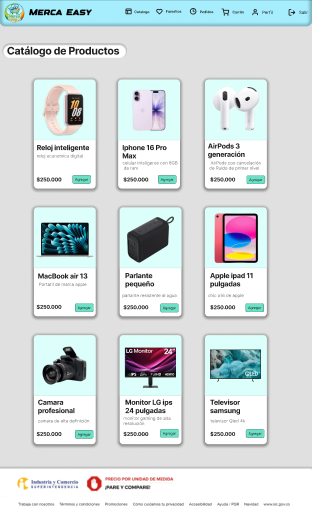 MERCA EASY
Catálogo
Favoritos
Pedidos
Carrito
Perfil
Salir
Catálogo de Productos
Reloj inteligente
reloj economico digital
$250.000
Agregar
Iphone 16 Pro
Max
celular inteligente con 8GB
de ram
$250.000
Agregar
AirPods 3
generación
AirPods con cancelación
de Ruido de primer nivel
$250.000
Agregar
MacBook air 13
Portatil de marca apple
$250.000
Agregar
Parlante
pequeño
parlante resistente al agua
$250.000
Agregar
Apple ipad 11
pulgadas
$250.000
Agregar
LG Monitor 24"
QLED
Camara
profesional
camara de alta definición
$250.000
Agregar
Monitor LG ips
24 pulgadas
monitor gaming de alta
resolución
$250.000
Agregar
Televisor
samsung
televisor Qled 4k
$250.000
Agregar
Industria y Comercio
SUPERINTENDENCIA
PRECIO POR UNIDAD DE MEDIDA
¡PARE Y COMPARE!
Trabaja con nosotros Términos y condiciones Promociones Cómo cuidamos tu privacidad Accesibilidad Ayuda / PQR Navidad www.sic.gov.co